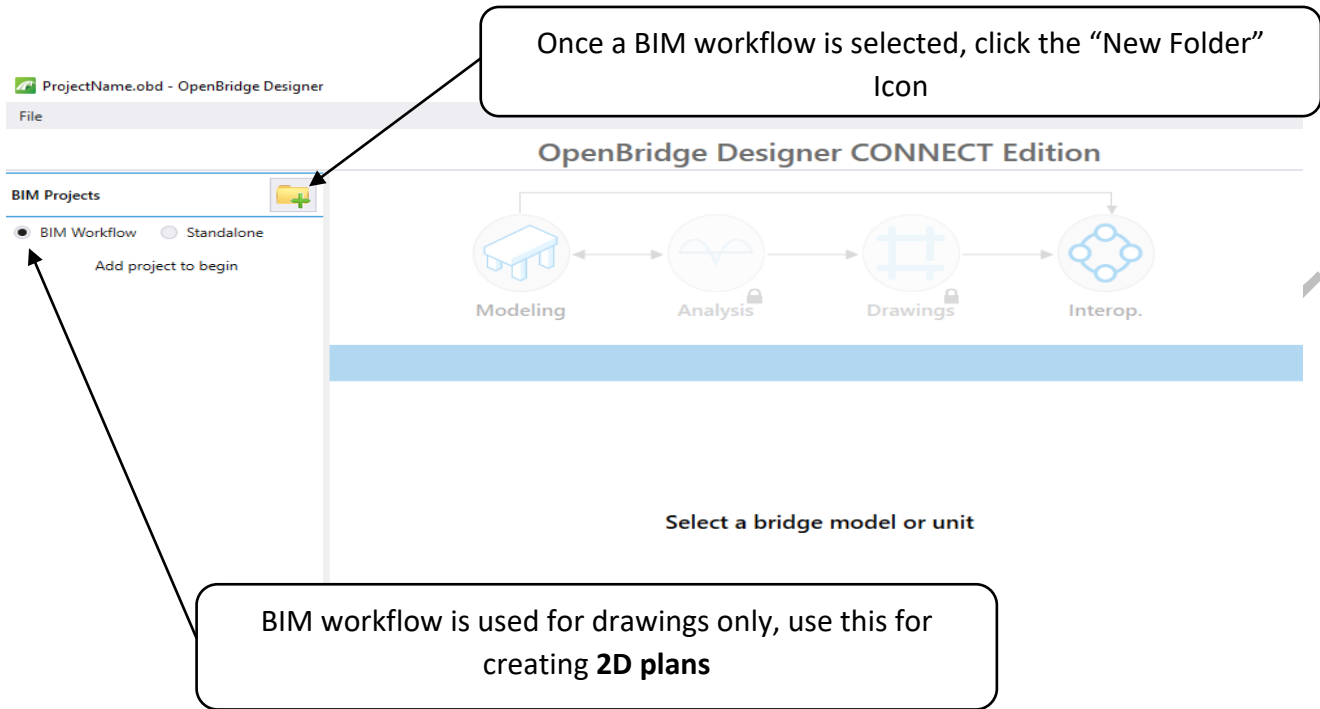 Once a BIM workflow is selected, click the “New Folder”
Icon
ProjectName.obd - OpenBridge Designer
File
OpenBridge Designer CONNECT Edition
BIM Projects
BIM Workflow
Standalone
Add project to begin
Modeling
Analysis
Drawings
Interop.
Select a bridge model or unit
BIM workflow is used for drawings only, use this for
creating 2D plans